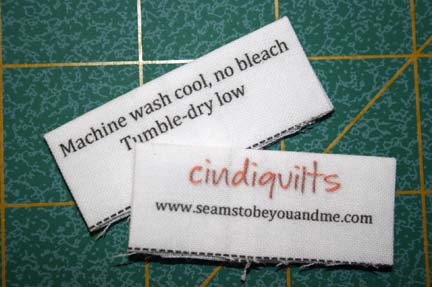 Machine wash cool, no bleach
Tumble-dry low
cindiquilts
www.seamstobeyouandme.com